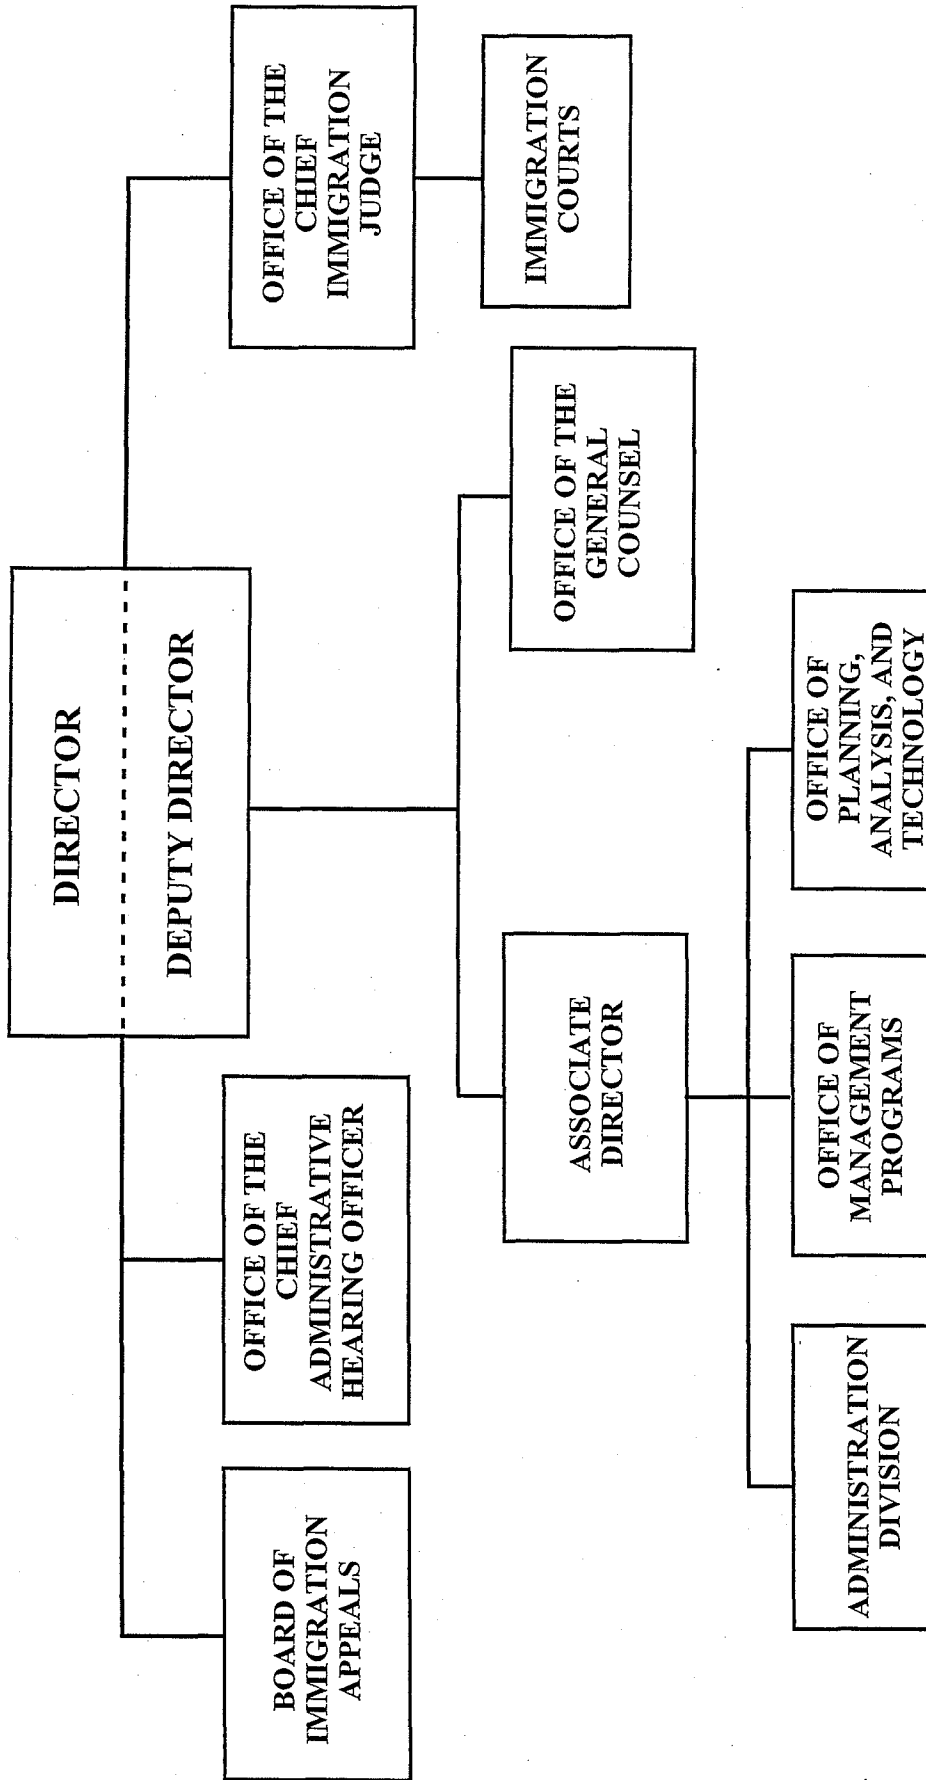 DIRECTOR
DEPUTY DIRECTOR
BOARD OF
IMMIGRATION
APPEALS
OFFICE OF THE
CHIEF
ADMINISTRATIVE
HEARING OFFICER
OFFICE OF THE
CHIEF
IMMIGRATION
JUDGE
IMMIGRATION
COURTS
ASSOCIATE
DIRECTOR
OFFICE OF THE
GENERAL
COUNSEL
ADMINISTRATION
DIVISION
OFFICE OF
MANAGEMENT
PROGRAMS
OFFICE OF
PLANNING,
ANALYSIS, AND
TECHNOLOGY